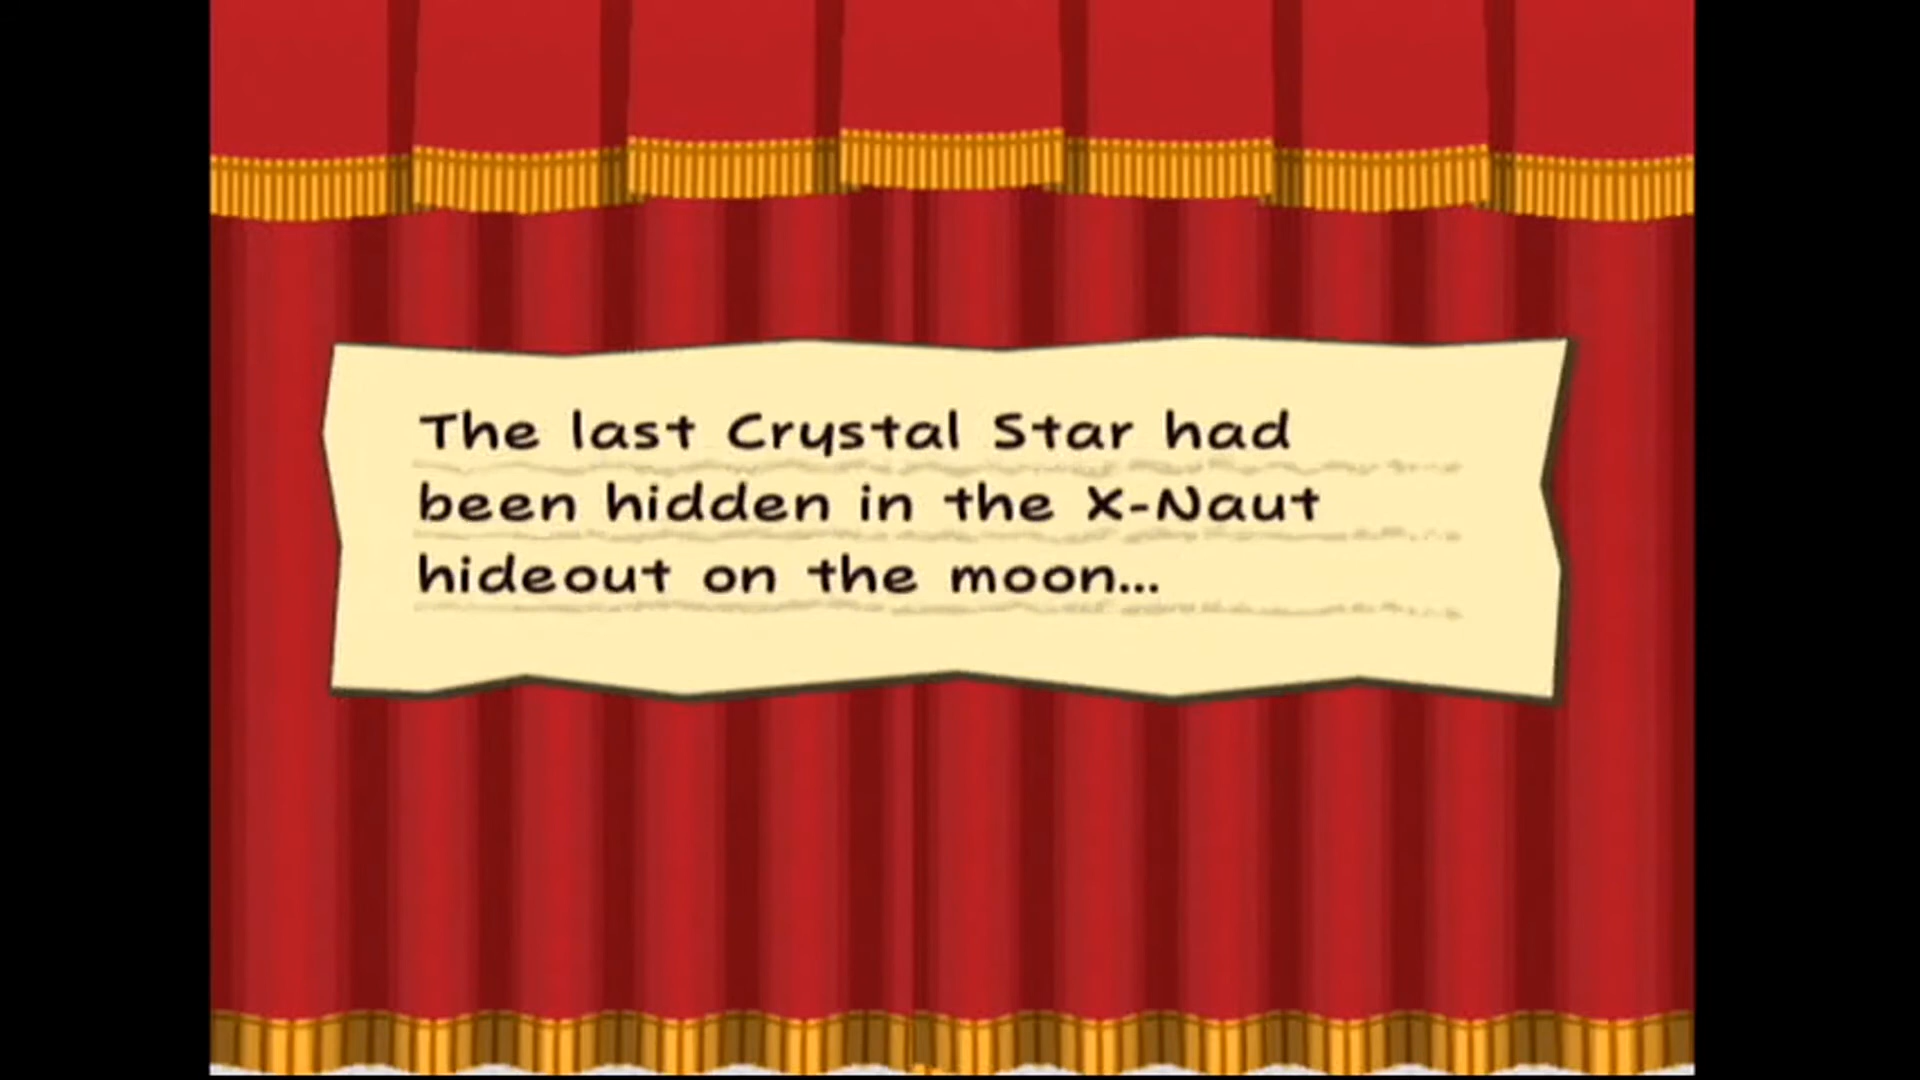 The last Crystal Star had
been hidden in the X-Naut
hideout on the moon...